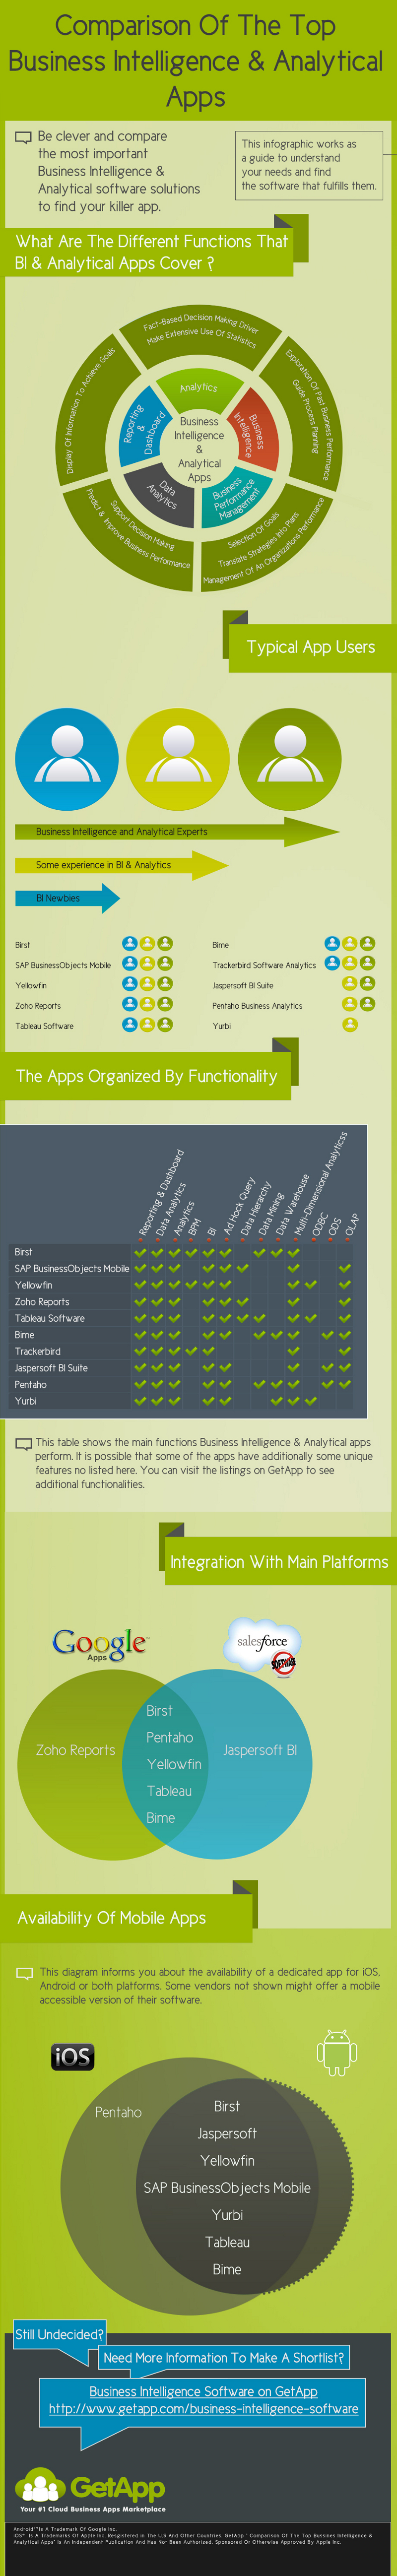 Comparison Of The Top
Business Intelligence & Analytical
Apps
Be clever and compare
the most important
Business Intelligence &
Analytical software solutions
to find your killer app.
This infographic works as
a guide to understand
your needs and find
the software that fulfills them.
What Are The Different Functions That
BI & Analytical Apps Cover ?
Fact-Based Decision Making Driver
Make Extensive Use Of Statistics
Exploration Of Past Business Performance
Guide Process Planning
Selection Of Goals
Translate Strategies Into Plans
Management Of An Organizations Performance
Support Decision Making
Predict & Improve Business Performance
Display Of Information To Achieve Goals
Analytics
Business
Intelligence
Business
Performance
Management
Data
Analytics
Reporting
&
Dashboard
Business
Intelligence
&
Analytical
Apps
Typical App Users
Business Intelligence and Analytical Experts
Some experience in BI & Analytics
BI Newbies
Birst
SAP BusinessObjects Mobile
Yellowfin
Zoho Reports
Tableau Software
Bime
Trackerbird Software Analytics
Jaspersoft BI Suite
Pentaho Business Analytics
Yurbi
The Apps Organized By Functionality
Reporting & Dashboard
Data Analytics
Analytics
BPM
BI
Ad Hock Query
Data Hierarchy
Data Mining
Data Warehouse
Multi-Dimensional Analyticss
ODBC
ODS
OLAP
Birst
SAP BusinessObjects Mobile
Yellowfin
Zoho Reports
Tableau Software
Bime
Trackerbird
Jaspersoft BI Suite
Pentaho
Yurbi
This table shows the main functions Business Intelligence & Analytical apps
perform. It is possible that some of the apps have additionally some unique
features no listed here. You can visit the listings on GetApp to see
additional functionalities.
Integration With Main Platforms
Google
Apps
salesforce
SOFTWARE
Zoho Reports
Birst
Pentaho
Yellowfin
Tableau
Bime
Jaspersoft BI
Availability Of Mobile Apps
This diagram informs you about the availability of a dedicated app for iOS,
Android or both platforms. Some vendors not shown might offer a mobile
accessible version of their software.
iOS
Pentaho
Birst
Jaspersoft
Yellowfin
SAP BusinessObjects Mobile
Yurbi
Tableau
Bime
Still Undecided?
Need More Information To Make A Shortlist?
Business Intelligence Software on GetApp
http://www.getapp.com/business-intelligence-software
GetApp
Your #1 Cloud Business Apps Marketplace
Android™Is A Trademark Of Google Inc.
iOS® Is A Trademarks Of Apple Inc. Resgistered in The U.S And Other Countries. GetApp " Comparison Of The Top Bussines Intelligence &
Analytical Apps" Is An Independent Publication And Has Not Been Authorized, Sponsored Or Otherwise Approved By Apple Inc.